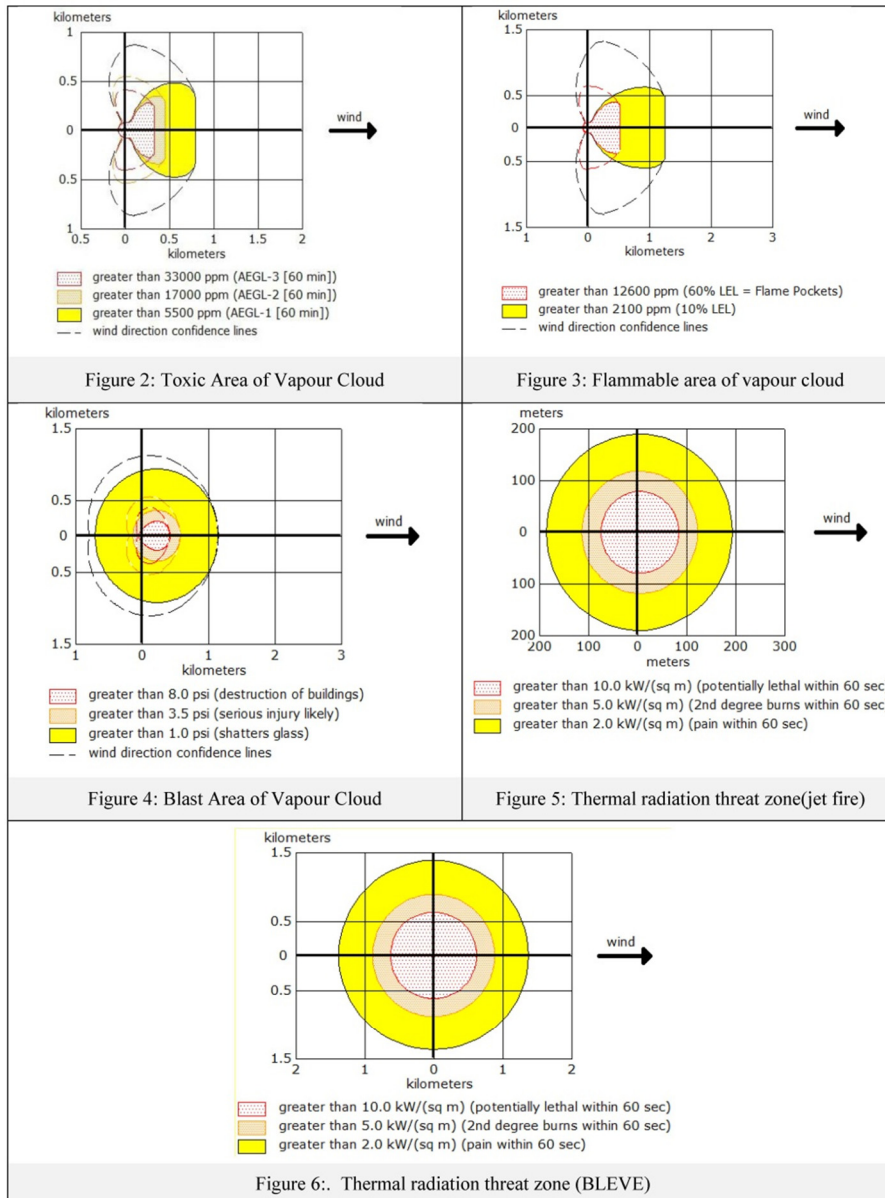 kilometers
1
0.5
0
0.5
1
0.5 0 0.5 1 1.5 2
kilometers
wind
greater than 33000 ppm (AEGL-3 [60 min])
greater than 17000 ppm (AEGL-2 [60 min])
greater than 5500 ppm (AEGL-1 [60 min])
wind direction confidence lines
Figure 2: Toxic Area of Vapour Cloud
kilometers
1.5
1
0.5
0
0.5
1
1.5
1 0 1 2 3
kilometers
wind
greater than 12600 ppm (60% LEL = Flame Pockets)
greater than 2100 ppm (10% LEL)
wind direction confidence lines
Figure 3: Flammable area of vapour cloud
kilometers
1.5
0.5
0
0.5
1.5
1 0 1 2 3
kilometers
wind
greater than 8.0 psi (destruction of buildings)
greater than 3.5 psi (serious injury likely)
greater than 1.0 psi (shatters glass)
wind direction confidence lines
Figure 4: Blast Area of Vapour Cloud
meters
200
100
0
100
200
200 100 0 100 200 300
meters
wind
greater than 10.0 kW/(sq m) (potentially lethal within 60 sec
greater than 5.0 kW/(sq m) (2nd degree burns within 60 sec
greater than 2.0 kW/(sq m) (pain within 60 sec)
Figure 5: Thermal radiation threat zone(jet fire)
kilometers
1.5
0.5
0
0.5
1.5
2 1 0 1 2
kilometers
wind
greater than 10.0 kW/(sq m) (potentially lethal within 60 sec)
greater than 5.0 kW/(sq m) (2nd degree burns within 60 sec)
greater than 2.0 kW/(sq m) (pain within 60 sec)
Figure 6:. Thermal radiation threat zone (BLEVE)